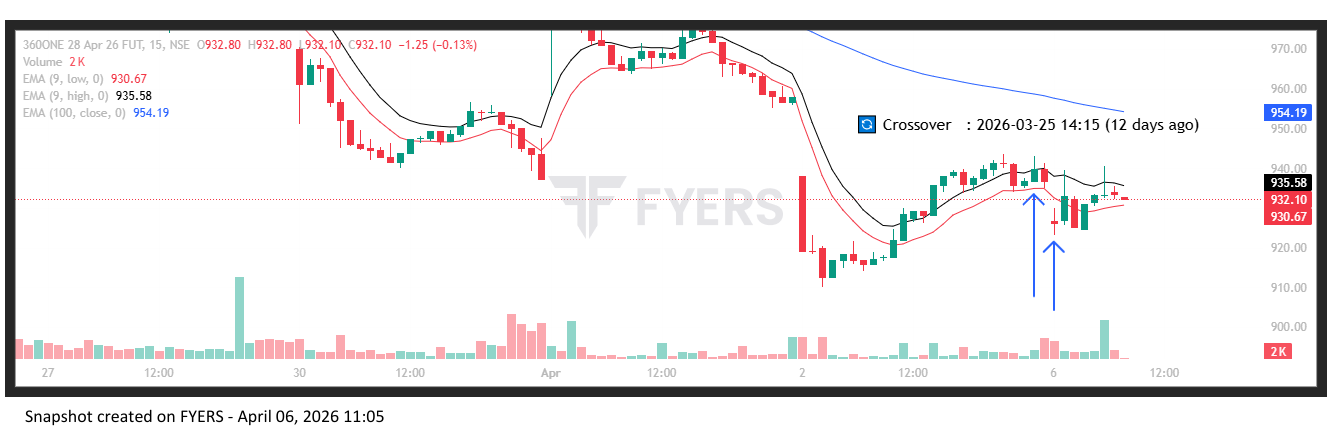 360ONE 28 Apr 26 FUT, 15, NSE O932.80 H932.80 L932.10 C932.10 −1.25 (−0.13%)
Volume 2 K
EMA (9, low, 0) 930.67
EMA (9, high, 0) 935.58
EMA (100, close, 0) 954.19
Crossover : 2026-03-25 14:15 (12 days ago)
FYERS
970.00
960.00
954.19
950.00
940.00
935.58
932.10
930.67
920.00
910.00
900.00
2 K
27 12:00 30 12:00 Apr 12:00 2 12:00 6 12:00
Snapshot created on FYERS - April 06, 2026 11:05